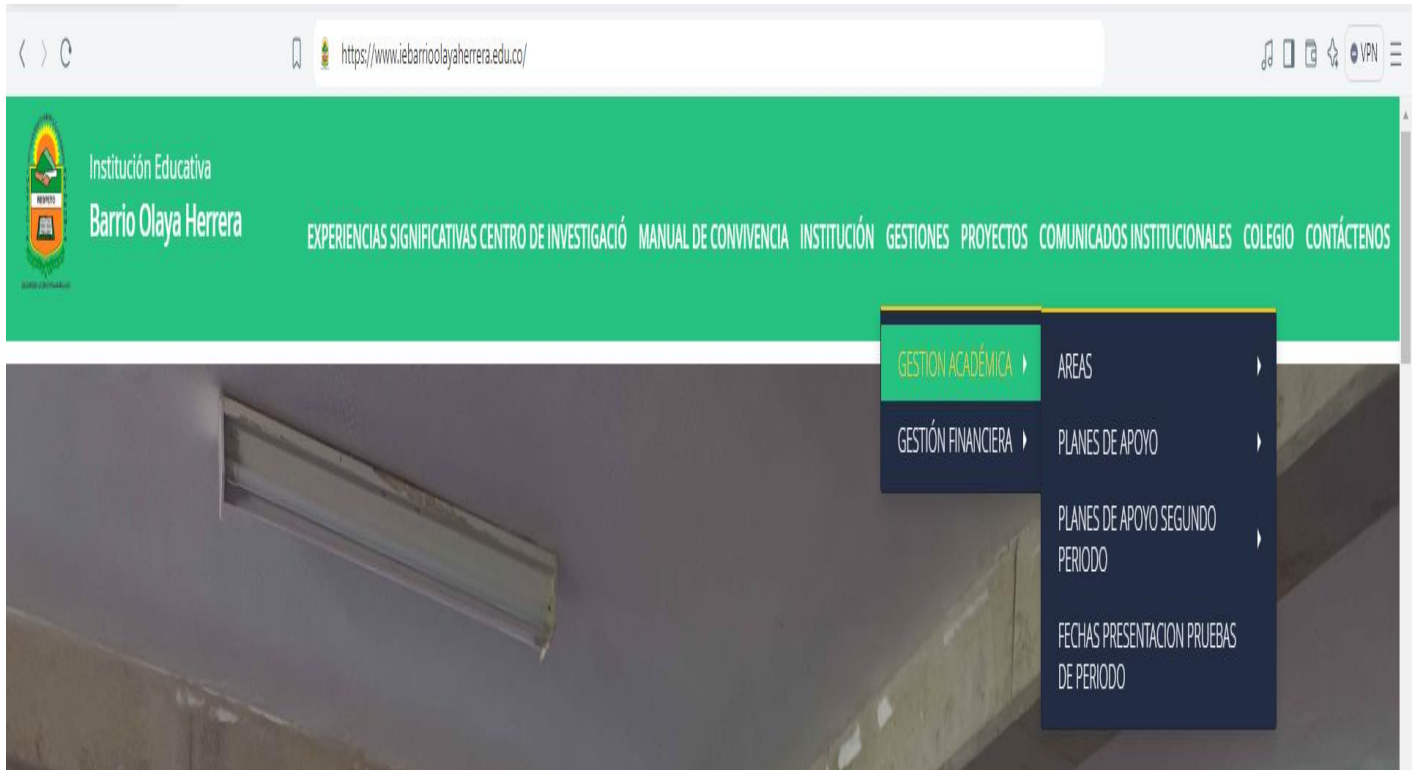 https://www.iebarrioolayaherrera.edu.co/
VPN
RESPETO
Institución Educativa
Barrio Olaya Herrera
EXPERIENCIAS SIGNIFICATIVAS CENTRO DE INVESTIGACIÓ MANUAL DE CONVIVENCIA INSTITUCIÓN GESTIONES PROYECTOS COMUNICADOS INSTITUCIONALES COLEGIO CONTÁCTENOS
GESTION ACADÉMICA
GESTIÓN FINANCIERA
AREAS
PLANES DE APOYO
PLANES DE APOYO SEGUNDO
PERIODO
FECHAS PRESENTACION PRUEBAS
DE PERIODO